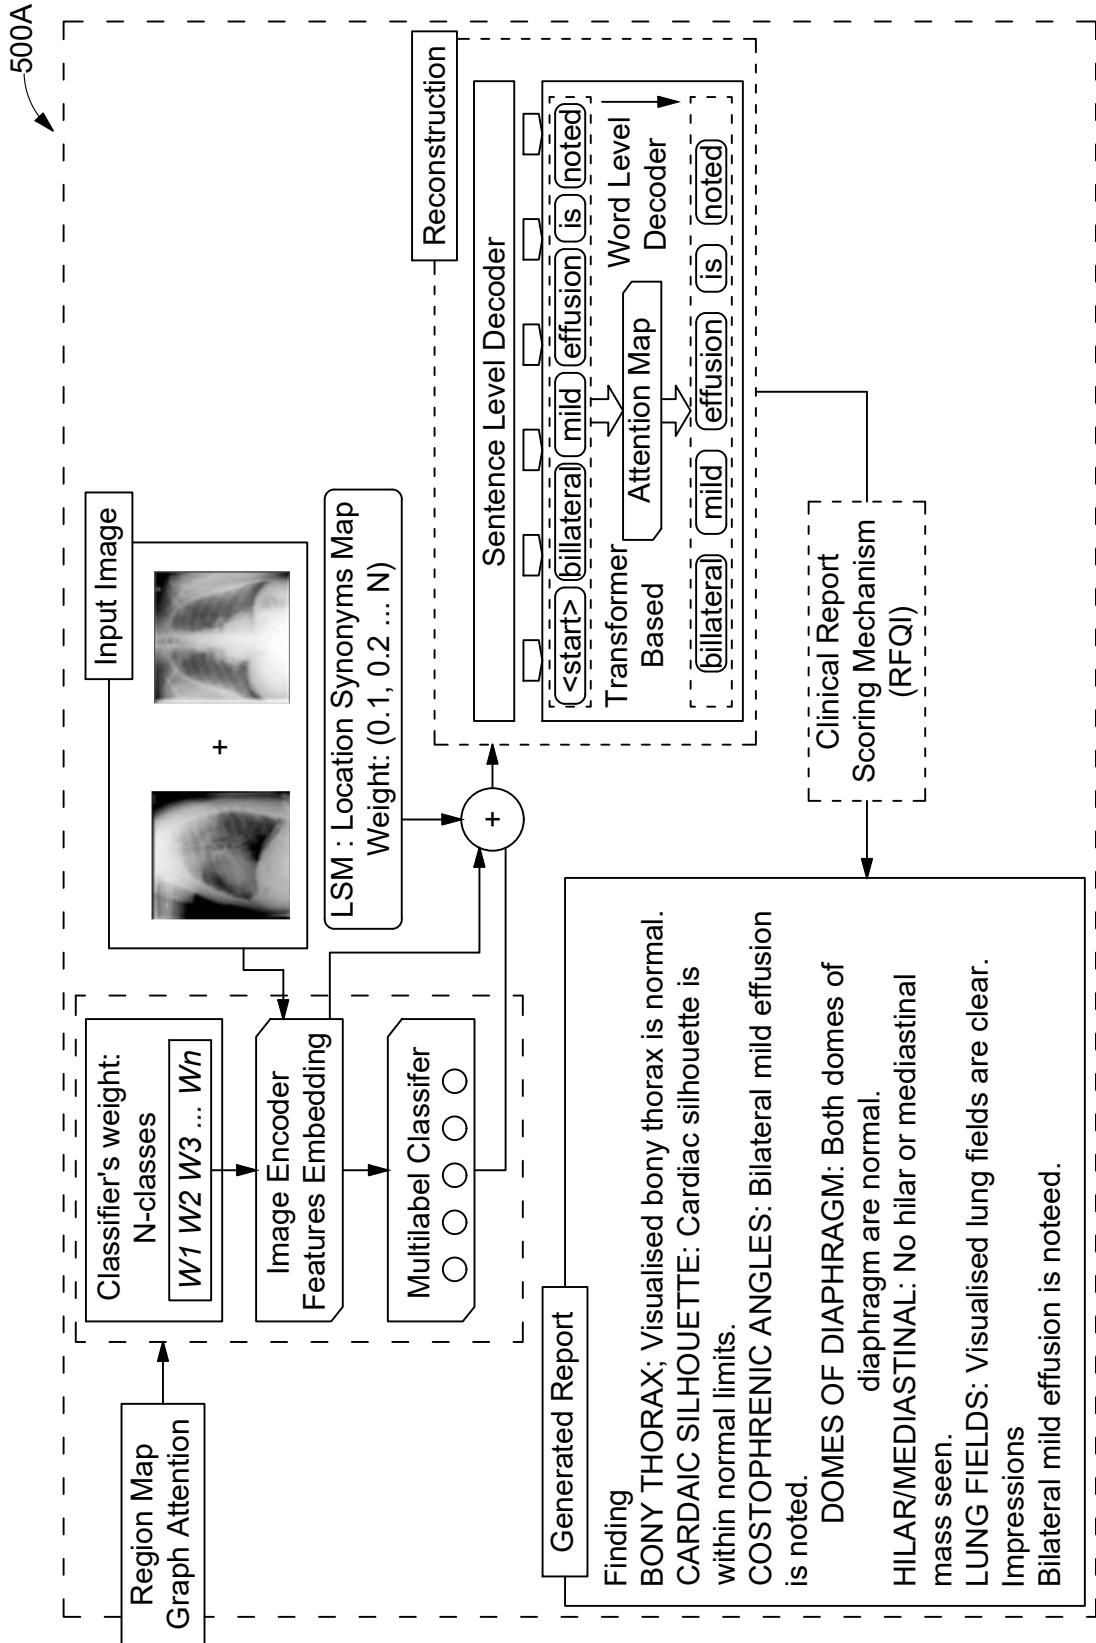 500A
Region Map
Graph Attention
Classifier's weight:
N-classes
W1 W2 W3 ... Wn
Image Encoder
Features Embedding
Multilabel Classifer
Input Image
+
LSM : Location Synonyms Map
Weight: (0.1, 0.2 ... N)
+
Reconstruction
Sentence Level Decoder
<start> billateral mild effusion is noted
Transformer
Based
Attention Map
Word Level
Decoder
billateral mild effusion is noted
Clinical Report
Scoring Mechanism
(RFQI)
Generated Report
Finding
BONY THORAX; Visualised bony thorax is normal.
CARDAIC SILHOUETTE: Cardiac silhouette is
within normal limits.
COSTOPHRENIC ANGLES: Bilateral mild effusion
is noted.
DOMES OF DIAPHRAGM: Both domes of
diaphragm are normal.
HILAR/MEDIASTINAL: No hilar or mediastinal
mass seen.
LUNG FIELDS: Visualised lung fields are clear.
Impressions
Bilateral mild effusion is noteed.